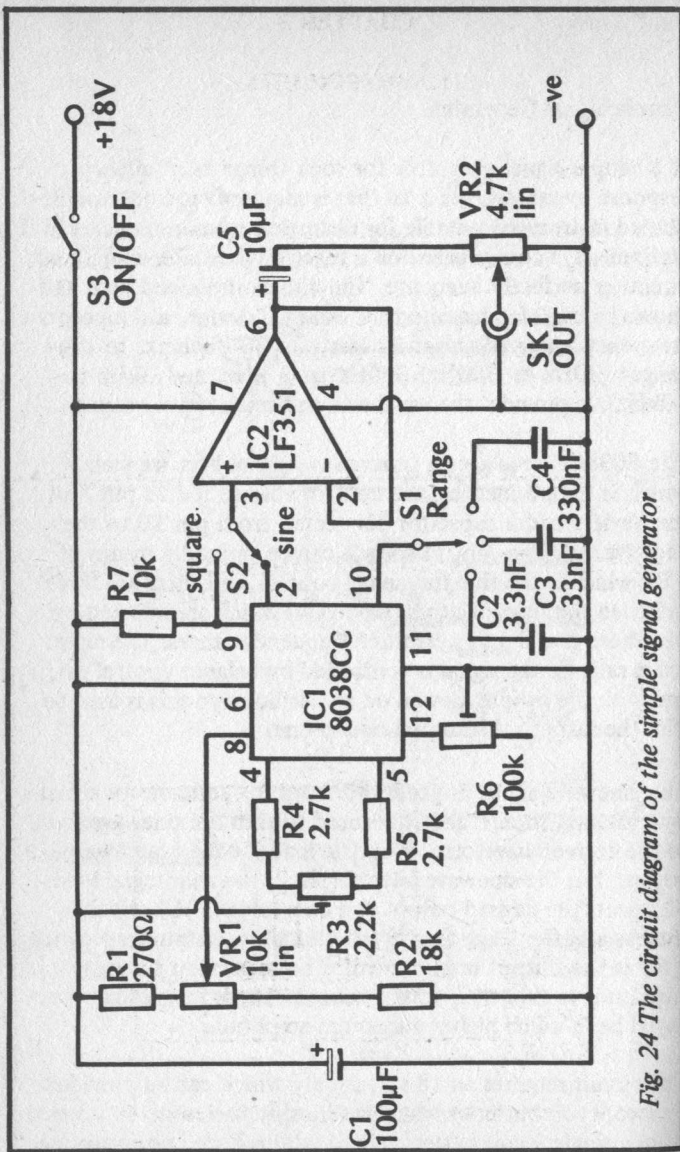 S3
ON/OFF
+18V
R1
270Ω
VR1
10k
lin
R2
18k
C1
100µF
+
R4
2.7k
R3
2.2k
R5
2.7k
8
6
9
4
5
12
11
10
2
IC1
8038CC
R7
10k
square
S2
sine
3
+
IC2
LF351
7
6
4
-
+
C5
10µF
R6
100k
S1
Range
C2
3.3µF
C3
33nF
C4
330nF
VR2
4.7k
lin
SK1
OUT
-ve
Fig. 24 The circuit diagram of the simple signal generator